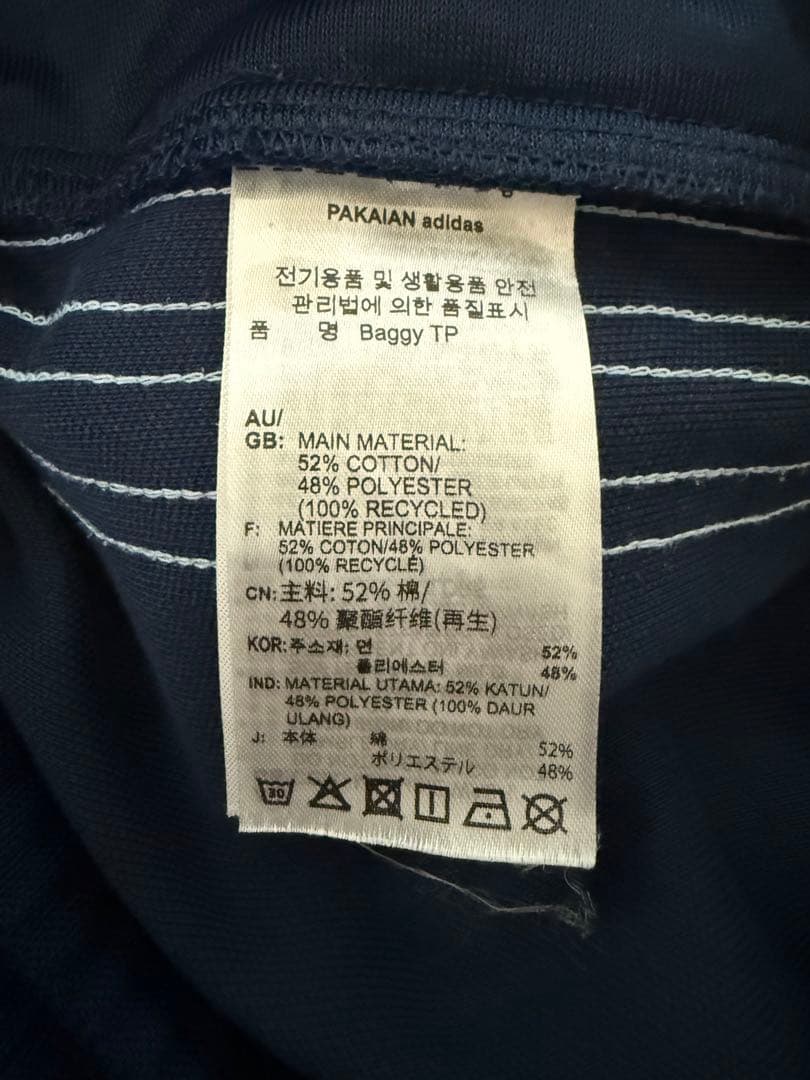 PAKAIAN adidas
전기용품 및 생활용품 안전
관리법에 의한 품질표시
품 명 Baggy TP
AU/
GB: MAIN MATERIAL:
52% COTTON/
48% POLYESTER
(100% RECYCLED)
F: MATIERE PRINCIPALE:
52% COTON/48% POLYESTER
(100% RECYCLÉ)
CN: 主料: 52% 棉/
48% 聚酯纤维(再生)
KOR: 주소재: 면 52%
폴리에스터 48%
IND: MATERIAL UTAMA: 52% KATUN/
48% POLYESTER (100% DAUR
ULANG)
J: 本体 綿 52%
ポリエステル 48%
30